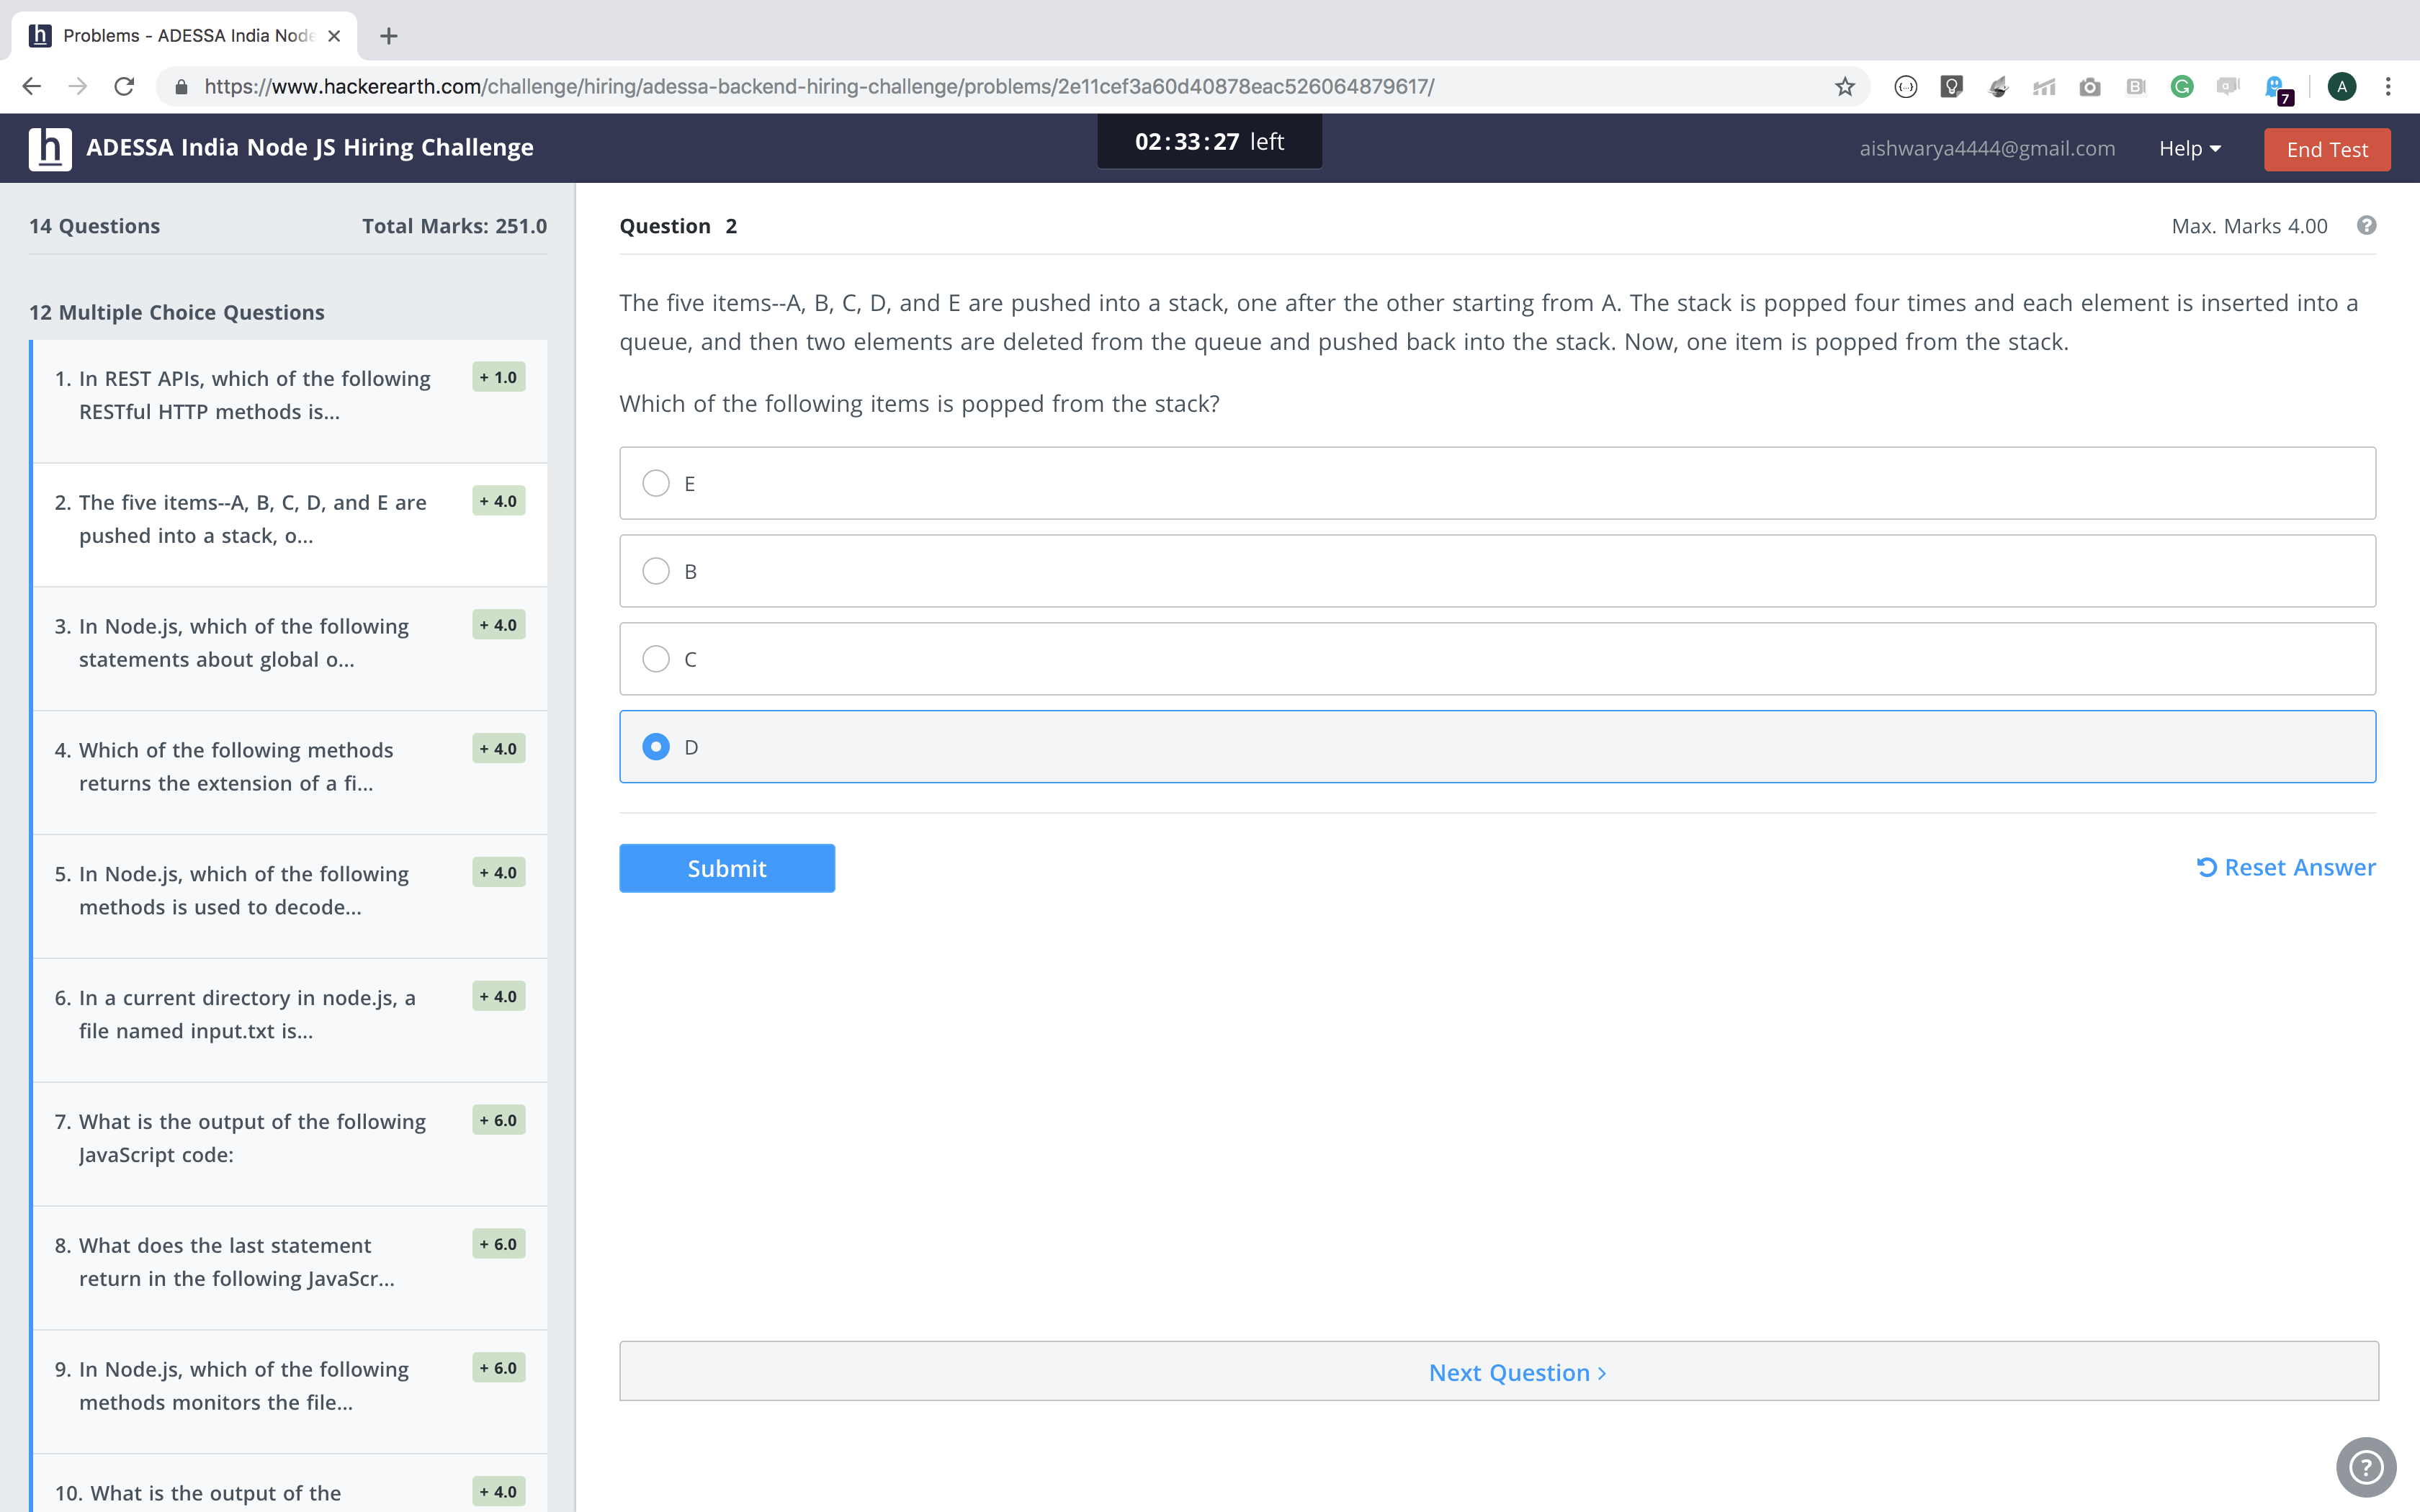 Problems - ADESSA India Node
https://www.hackerearth.com/challenge/hiring/adessa-backend-hiring-challenge/problems/2e11cef3a60d40878eac526064879617/
7
A
h
ADESSA India Node JS Hiring Challenge
02:33:27 left
aishwarya4444@gmail.com
Help
End Test
14 Questions
Total Marks: 251.0
12 Multiple Choice Questions
1. In REST APIs, which of the following
RESTful HTTP methods is...
+ 1.0
2. The five items--A, B, C, D, and E are
pushed into a stack, o...
+ 4.0
3. In Node.js, which of the following
statements about global o...
+ 4.0
4. Which of the following methods
returns the extension of a fi...
+ 4.0
5. In Node.js, which of the following
methods is used to decode...
+ 4.0
6. In a current directory in node.js, a
file named input.txt is...
+ 4.0
7. What is the output of the following
JavaScript code:
+ 6.0
8. What does the last statement
return in the following JavaScr...
+ 6.0
9. In Node.js, which of the following
methods monitors the file...
+ 6.0
10. What is the output of the
+ 4.0
Question 2
Max. Marks 4.00
?
The five items--A, B, C, D, and E are pushed into a stack, one after the other starting from A. The stack is popped four times and each element is inserted into a
queue, and then two elements are deleted from the queue and pushed back into the stack. Now, one item is popped from the stack.
Which of the following items is popped from the stack?
E
B
C
D
Submit
Reset Answer
Next Question >
?